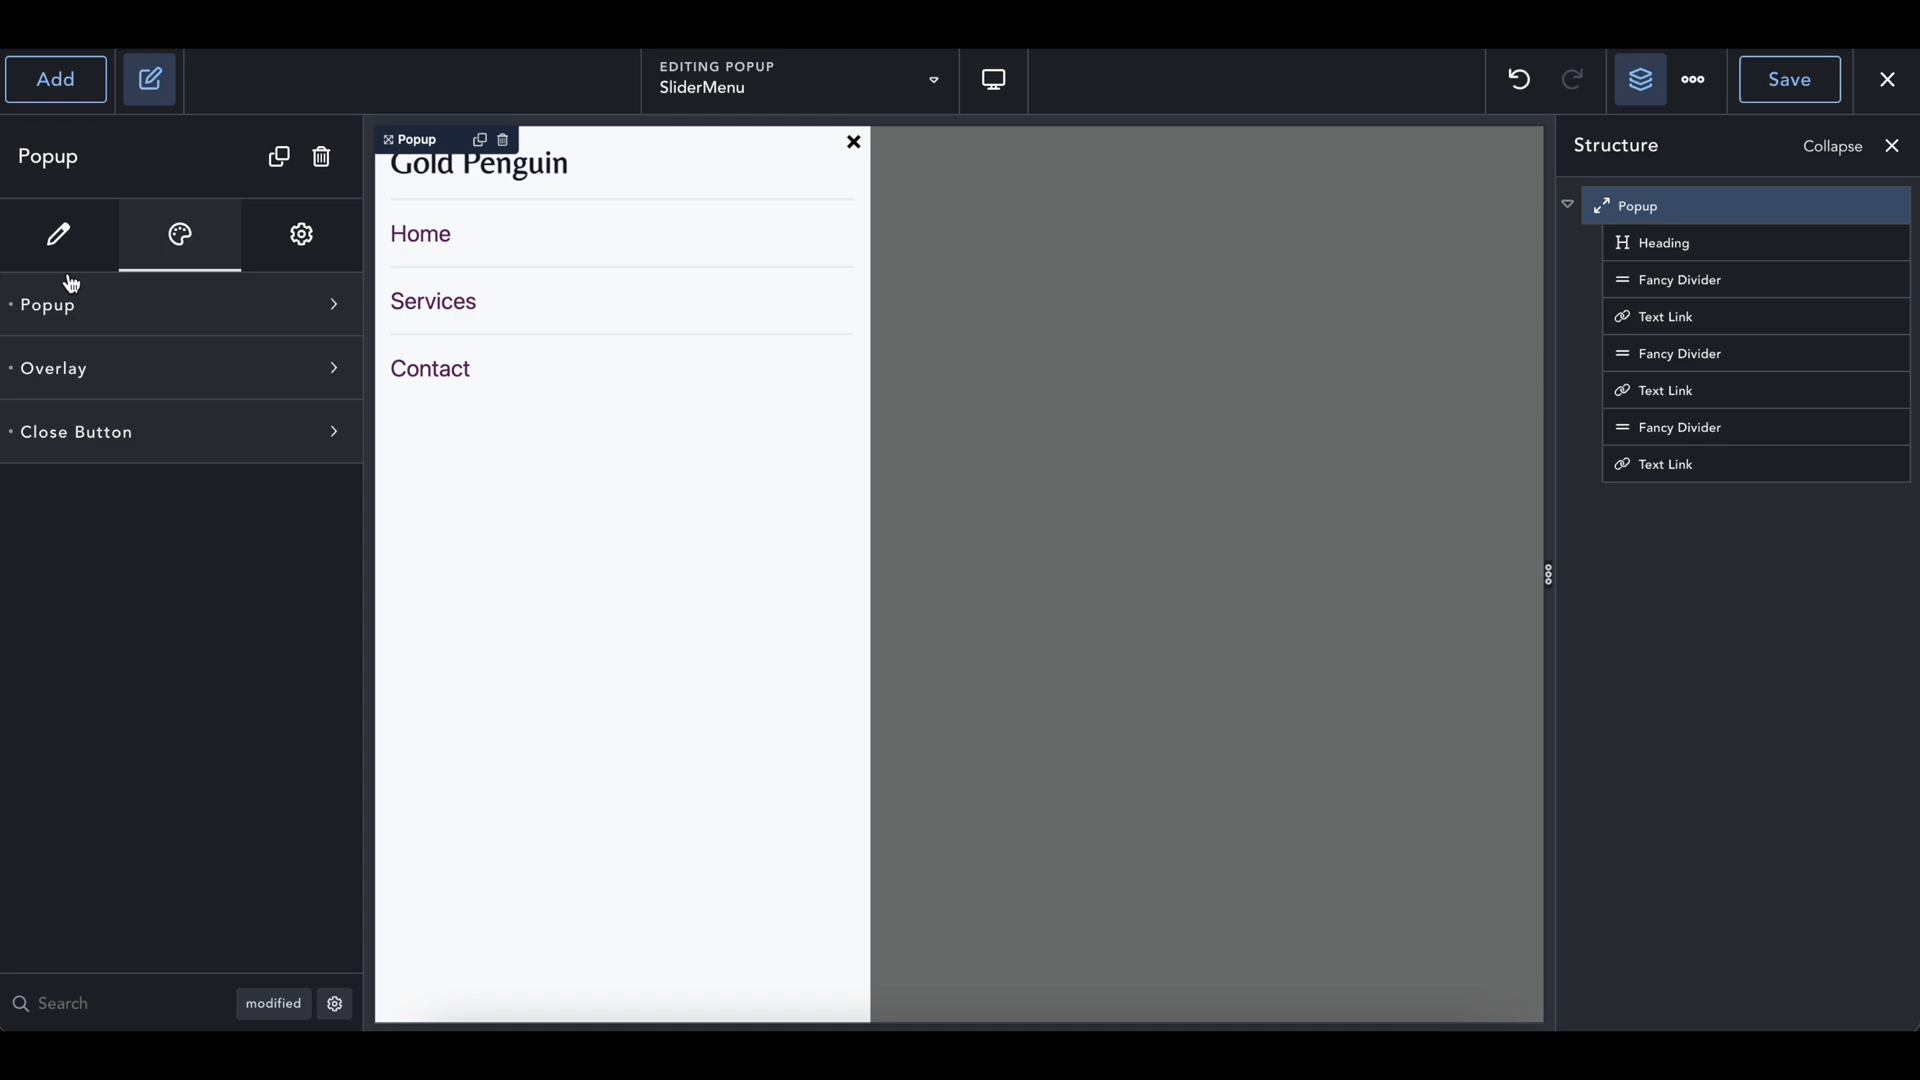 Add
EDITING POPUP
SliderMenu
Save
Popup
Popup
Overlay
Close Button
Search
modified
Popup
Gold Penguin
Home
Services
Contact
Structure
Collapse
Popup
Heading
Fancy Divider
Text Link
Fancy Divider
Text Link
Fancy Divider
Text Link